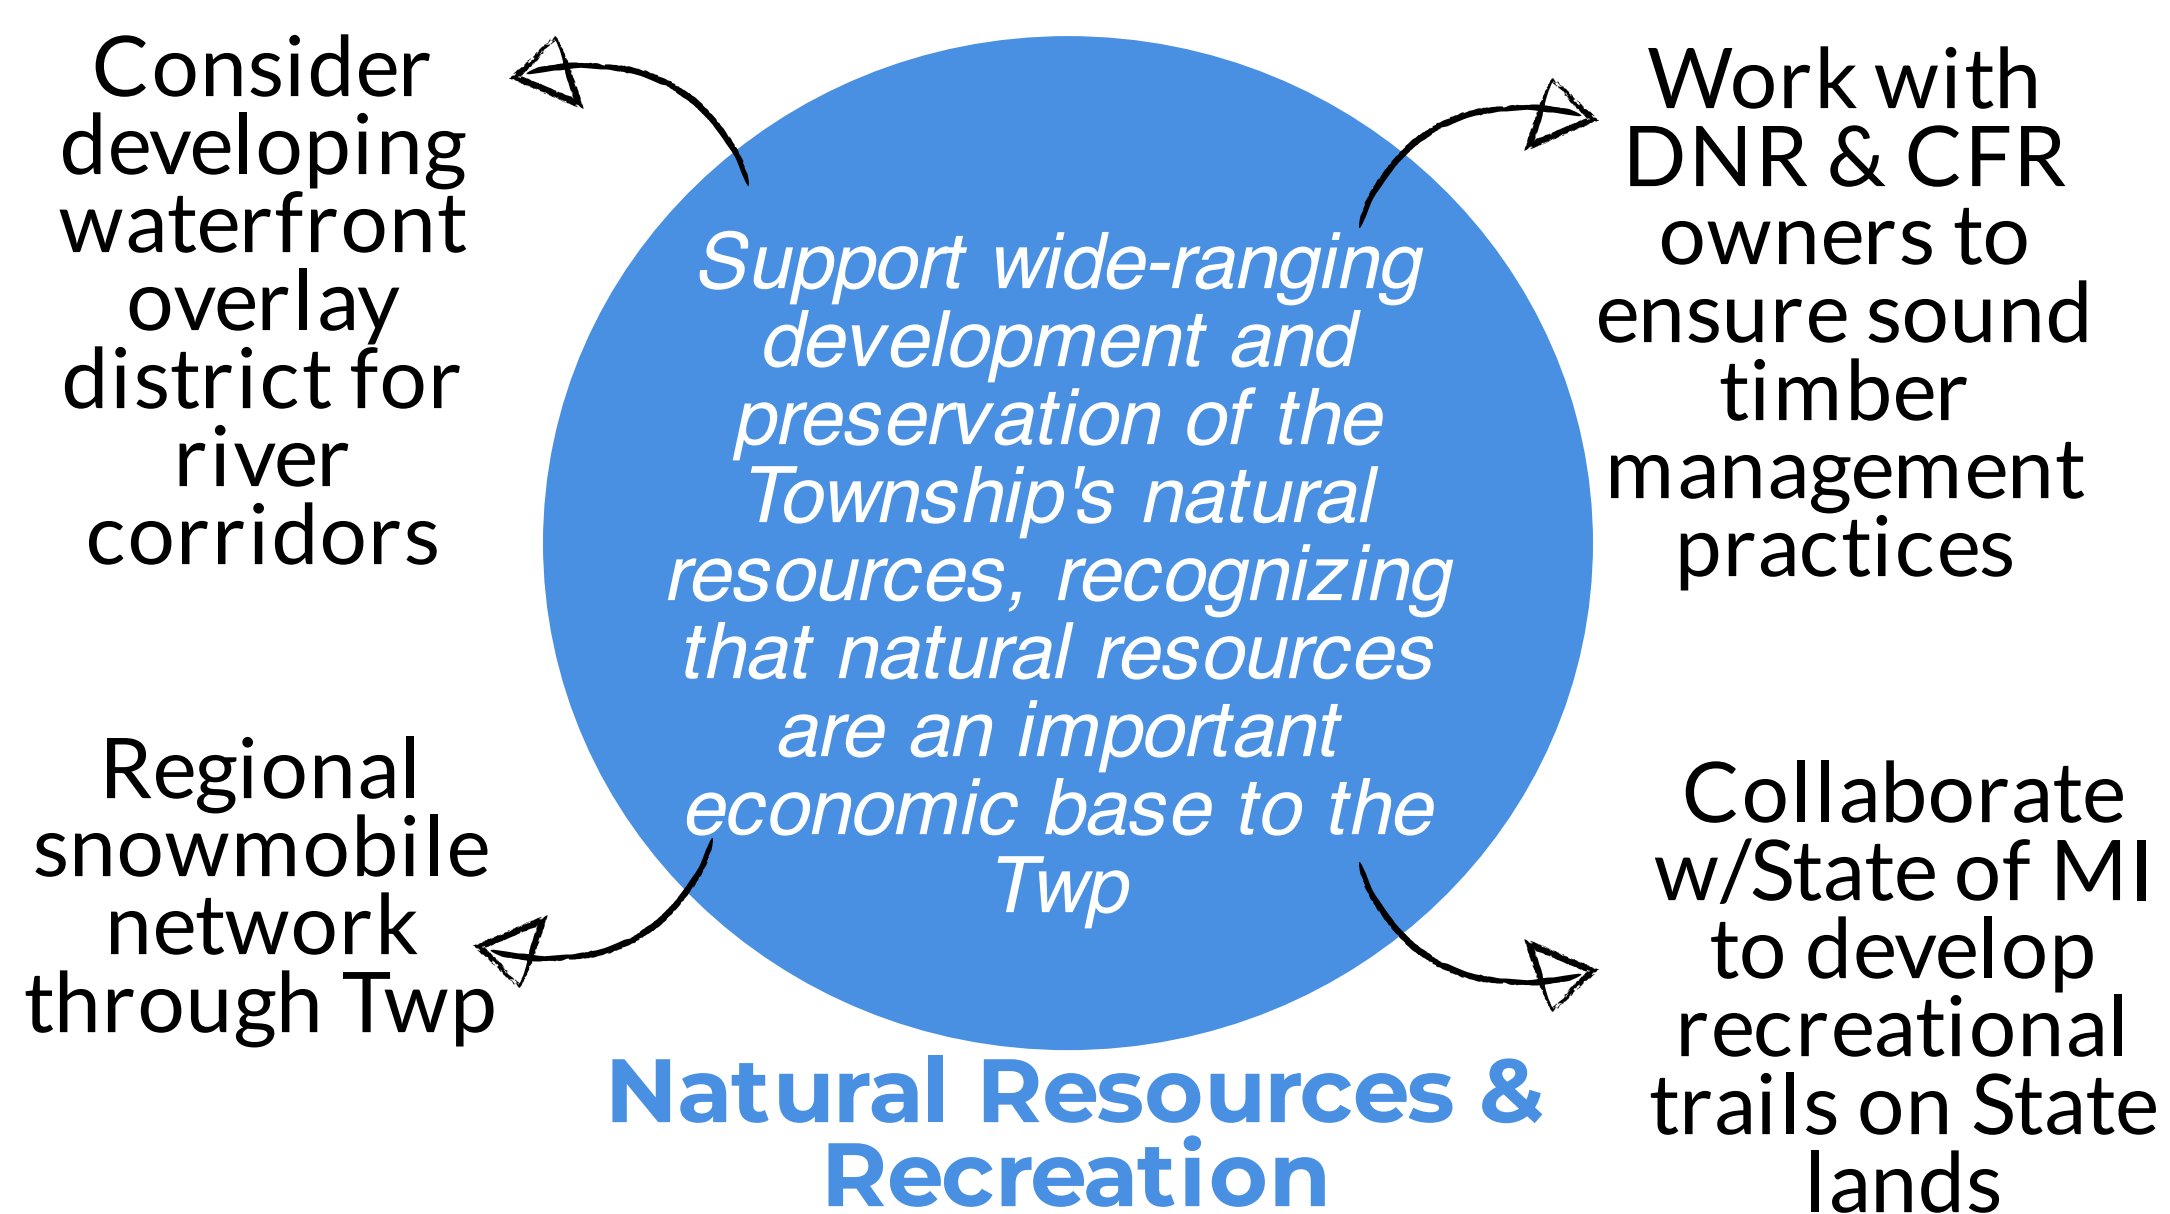 Consider
developing
waterfront
overlay
district for
river
corridors
Work with
DNR & CFR
owners to
ensure sound
timber
management
practices
Support wide-ranging
development and
preservation of the
Township's natural
resources, recognizing
that natural resources
are an important
economic base to the
Twp
Regional
snowmobile
network
through Twp
Collaborate
w/State of MI
to develop
recreational
trails on State
lands
Natural Resources &
Recreation